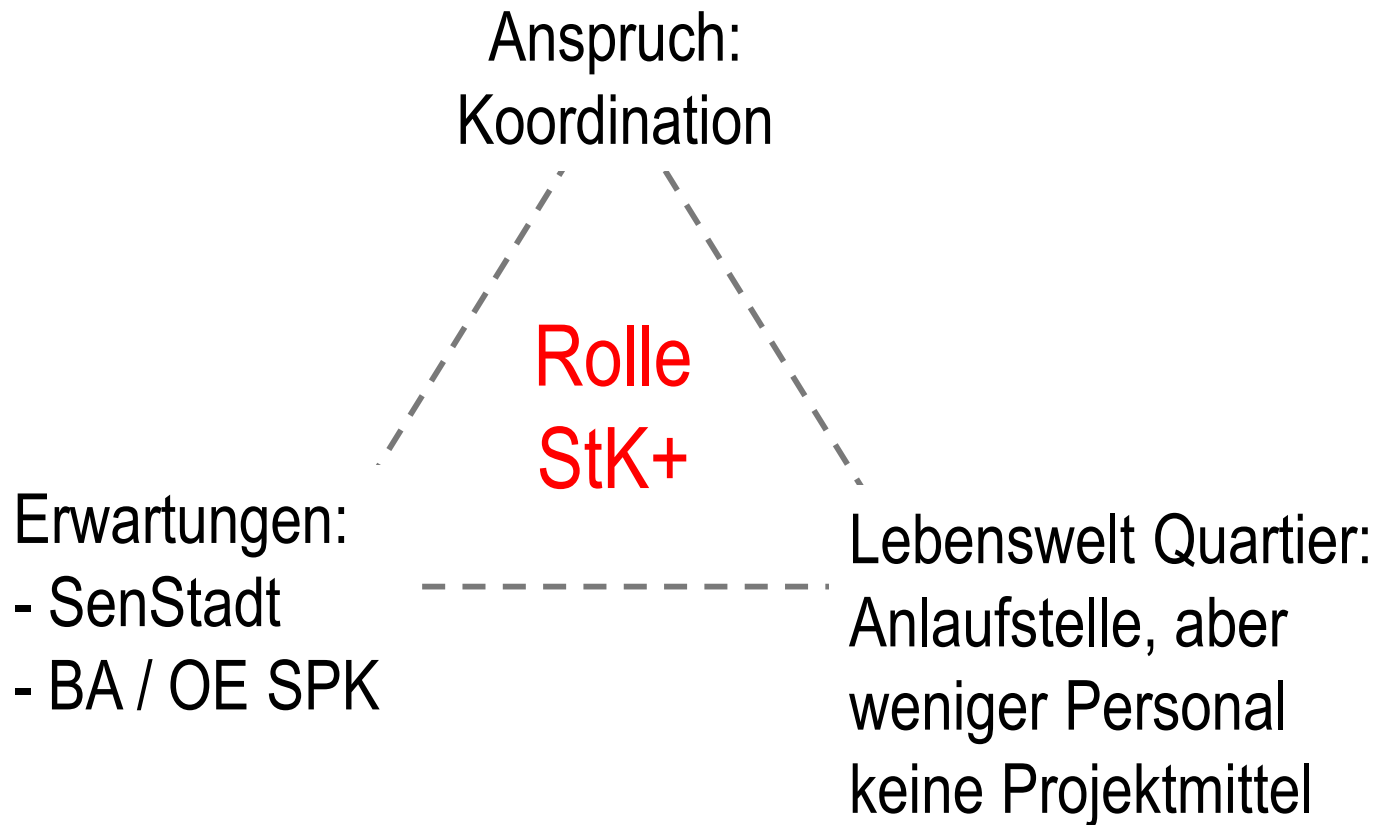 Anspruch:
Koordination
Rolle
StK+
Erwartungen:
- SenStadt
- BA / OE SPK
Lebenswelt Quartier:
Anlaufstelle, aber
weniger Personal
keine Projektmittel